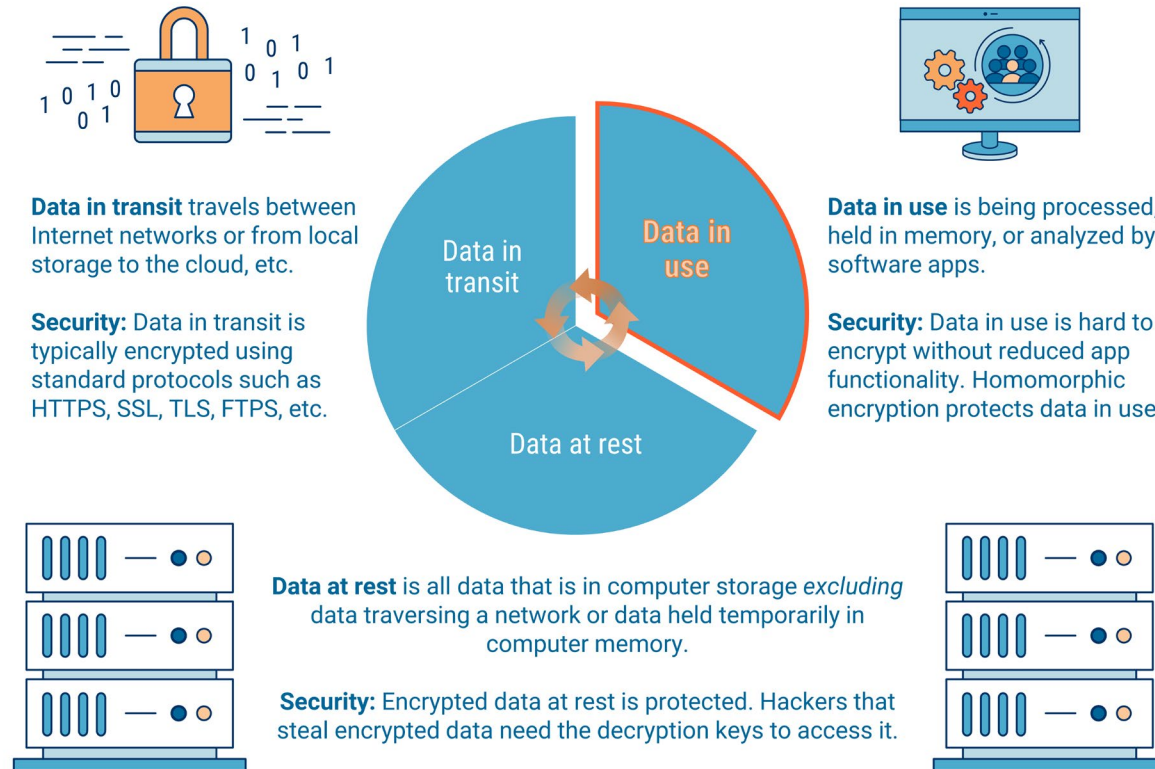 1 0 1
0 1 0 1
1 0 1 0
0 1
Data in transit travels between
Internet networks or from local
storage to the cloud, etc.
Security: Data in transit is
typically encrypted using
standard protocols such as
HTTPS, SSL, TLS, FTPS, etc.
Data in
transit
Data in
use
Data at rest
Data in use is being processed,
held in memory, or analyzed by
software apps.
Security: Data in use is hard to
encrypt without reduced app
functionality. Homomorphic
encryption protects data in use
Data at rest is all data that is in computer storage excluding
data traversing a network or data held temporarily in
computer memory.
Security: Encrypted data at rest is protected. Hackers that
steal encrypted data need the decryption keys to access it.